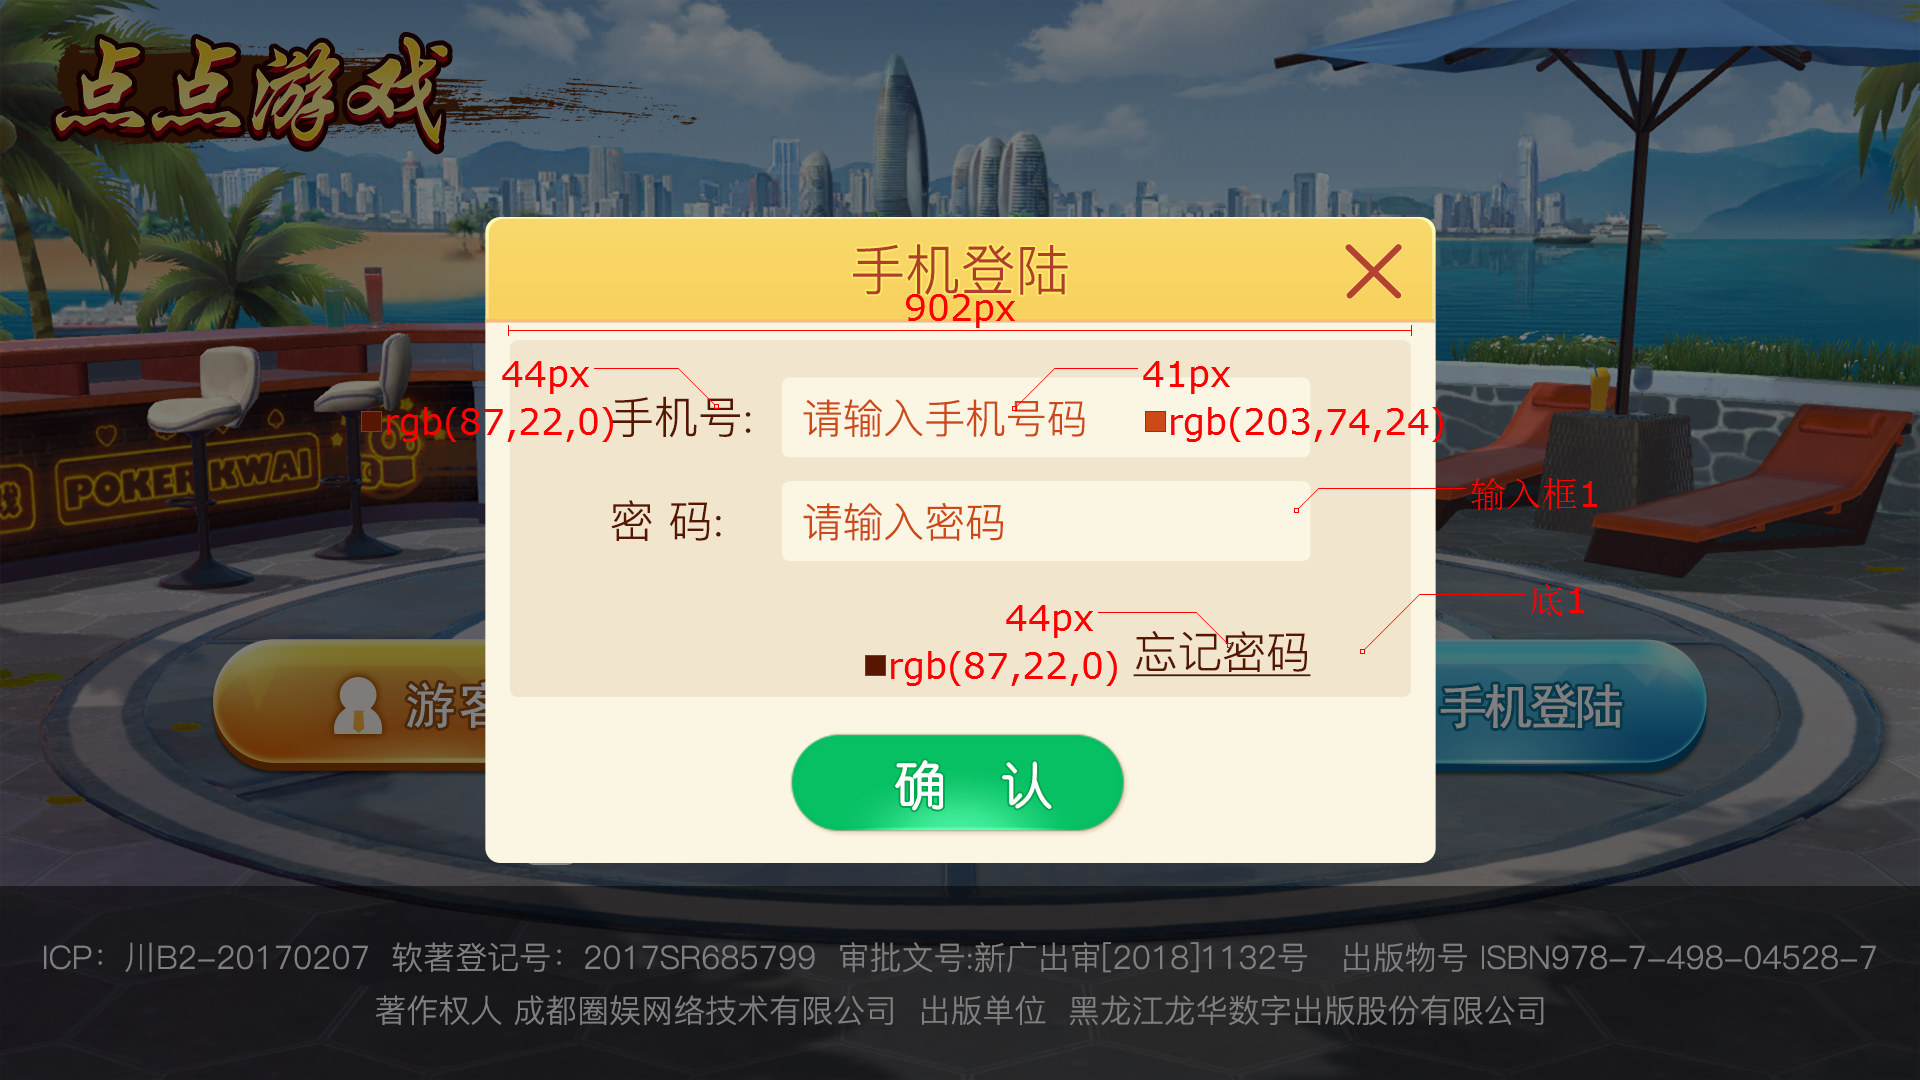 点点游戏
手机登陆
902px
44px
41px
rgb(87,22,0)
手机号:
请输入手机号码
rgb(203,74,24)
POKER KWAI
密 码:
请输入密码
输入框1
底1
44px
rgb(87,22,0)
忘记密码
游客
手机登陆
确 认
ICP：川B2-20170207 软著登记号：2017SR685799 审批文号:新广出审[2018]1132号 出版物号 ISBN978-7-498-04528-7
著作权人 成都圈娱网络技术有限公司 出版单位 黑龙江龙华数字出版股份有限公司